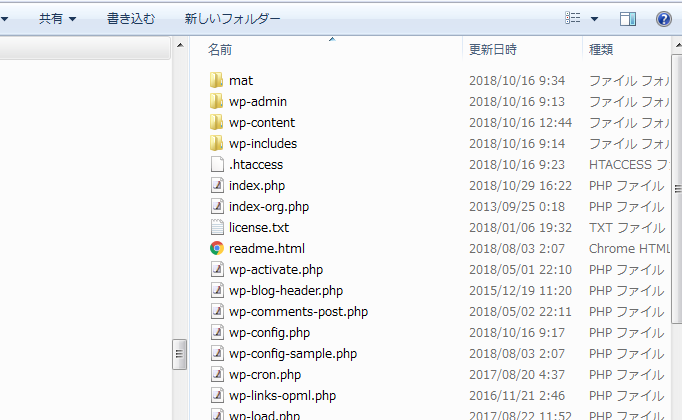 共有 書き込む 新しいフォルダー
名前 更新日時 種類
mat 2018/10/16 9:34 ファイル フォル
wp-admin 2018/10/16 9:13 ファイル フォル
wp-content 2018/10/16 12:44 ファイル フォル
wp-includes 2018/10/16 9:14 ファイル フォル
.htaccess 2018/10/16 9:23 HTACCESS フ
index.php 2018/10/29 16:22 PHP ファイル
index-org.php 2013/09/25 0:18 PHP ファイル
license.txt 2018/01/06 19:32 TXT ファイル
readme.html 2018/08/03 2:07 Chrome HTML
wp-activate.php 2018/05/01 22:10 PHP ファイル
wp-blog-header.php 2015/12/19 11:20 PHP ファイル
wp-comments-post.php 2018/05/02 22:11 PHP ファイル
wp-config.php 2018/10/16 9:17 PHP ファイル
wp-config-sample.php 2018/08/03 2:07 PHP ファイル
wp-cron.php 2017/08/20 4:37 PHP ファイル
wp-links-opml.php 2016/11/21 2:46 PHP ファイル
wp-load.php 2017/08/22 11:52 PHP ファイル